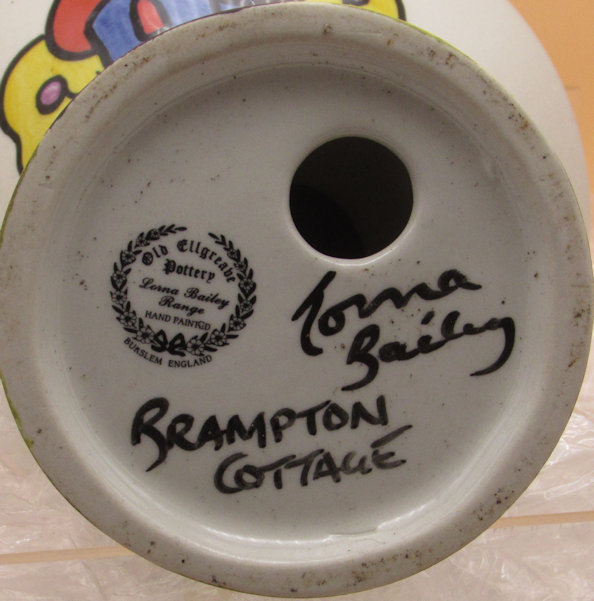 Old Ellgreave
Pottery
Lorna Bailey
Range
HAND PAINTED
BURSLEM ENGLAND
Lorna
Bailey
BRAMPTON
COTTAGE